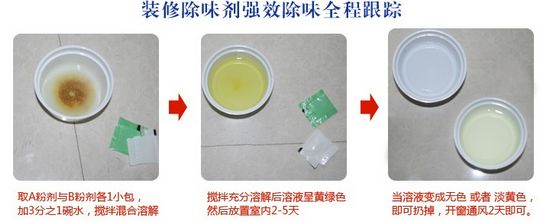 装修除味剂强效除味全程跟踪
取A粉剂与B粉剂各1小包，
加3分之1碗水，搅拌混合溶解
搅拌充分溶解后溶液呈黄绿色
然后放置室内2-5天
当溶液变成无色 或者 淡黄色，
即可扔掉，开窗通风2天即可。